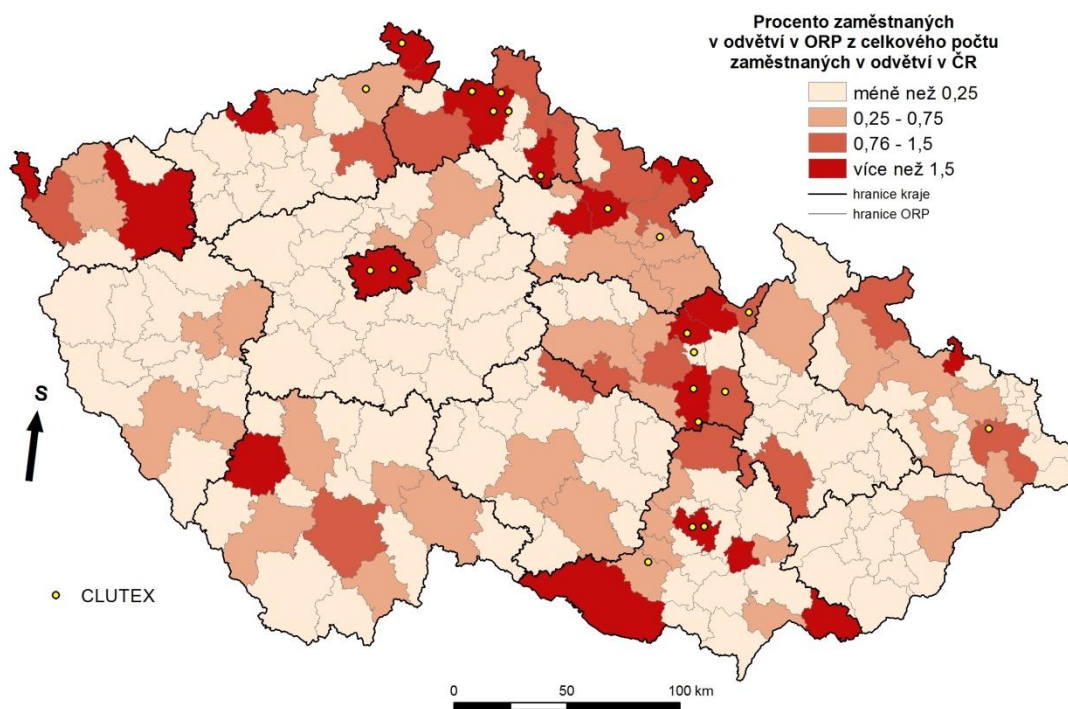 Procento zaměstnaných
v odvětví v ORP z celkového počtu
zaměstnaných v odvětví v ČR
méně než 0,25
0,25 - 0,75
0,76 - 1,5
více než 1,5
hranice kraje
hranice ORP
S
CLUTEX
0 50 100 km